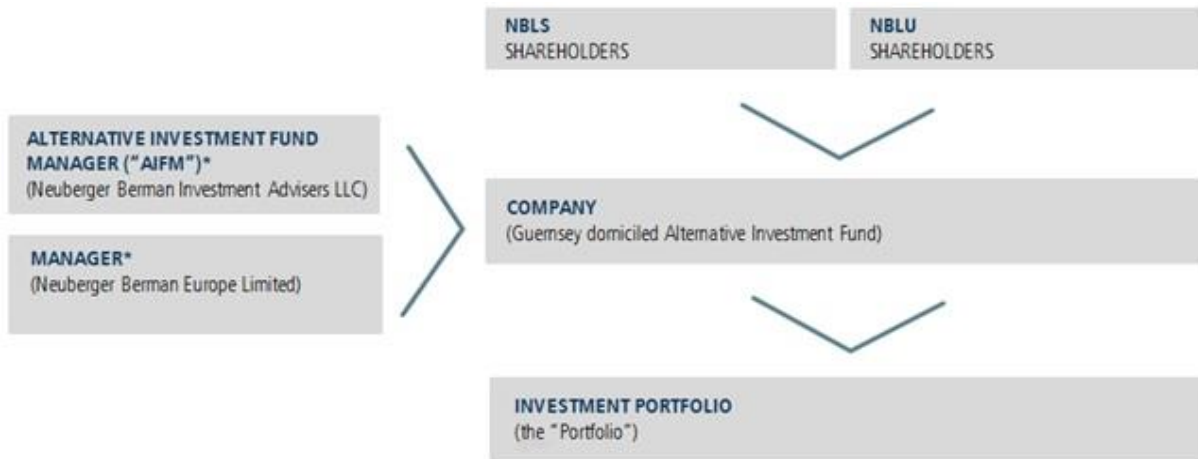 NBLS
SHAREHOLDERS
NBLU
SHAREHOLDERS
ALTERNATIVE INVESTMENT FUND
MANAGER ("AIFM")*
(Neuberger Berman Investment Advisers LLC)
MANAGER*
(Neuberger Berman Europe Limited)
COMPANY
(Guernsey domiciled Alternative Investment Fund)
INVESTMENT PORTFOLIO
(the "Portfolio")